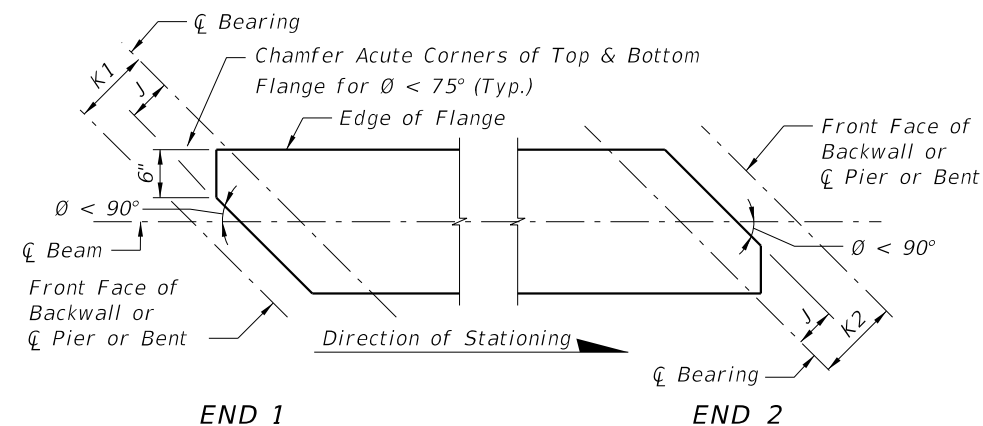 ℄ Bearing
Chamfer Acute Corners of Top & Bottom
Flange for Ø < 75° (Typ.)
K1
J
Edge of Flange
Front Face of
Backwall or
℄ Pier or Bent
6"
Ø < 90°
℄ Beam
Ø < 90°
Front Face of
Backwall or
℄ Pier or Bent
Direction of Stationing
J
K2
℄ Bearing
END 1
END 2